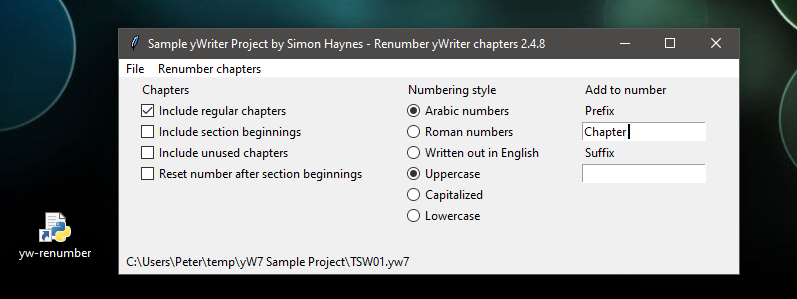 Sample yWriter Project by Simon Haynes - Renumber yWriter chapters 2.4.8
File Renumber chapters
Chapters
Include regular chapters
Include section beginnings
Include unused chapters
Reset number after section beginnings
Numbering style
Arabic numbers
Roman numbers
Written out in English
Uppercase
Capitalized
Lowercase
Add to number
Prefix
Chapter
Suffix
yw-renumber
C:\Users\Peter\temp\yW7 Sample Project\TSW01.yw7